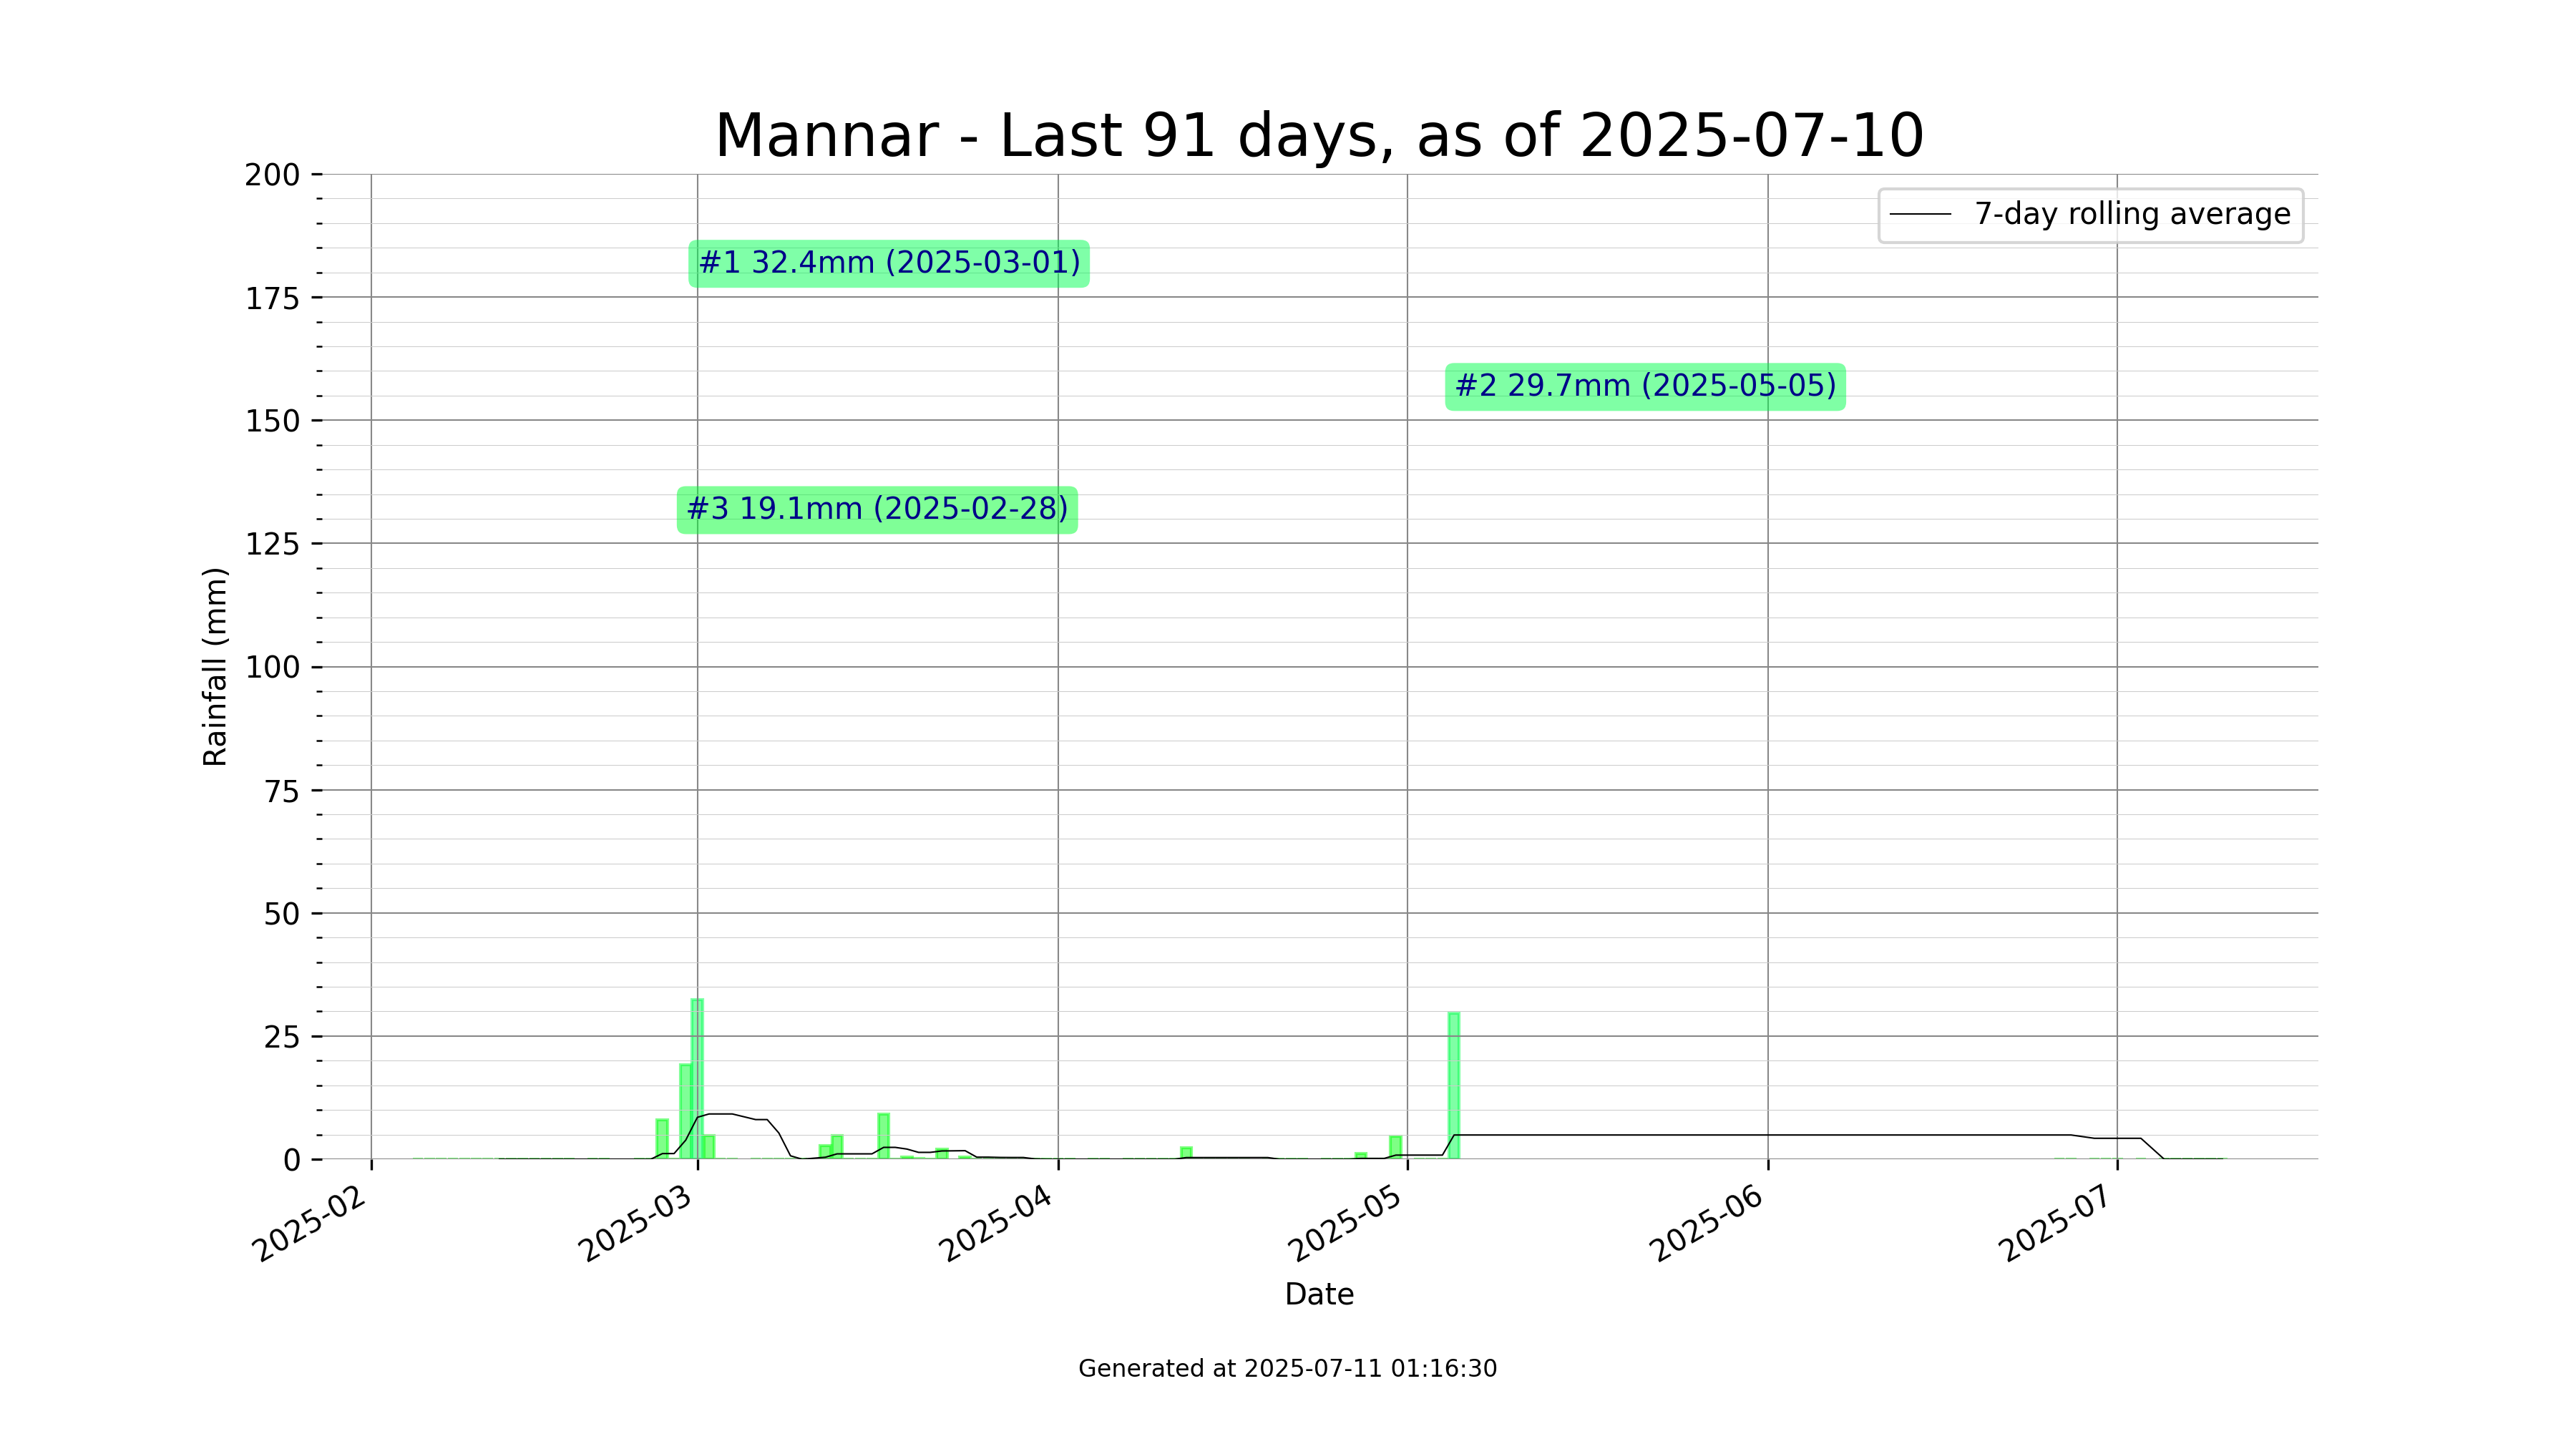 Mannar - Last 91 days, as of 2025-07-10
200
175
150
125
100
75
50
25
0
Rainfall (mm)
7-day rolling average
#1 32.4mm (2025-03-01)
#2 29.7mm (2025-05-05)
#3 19.1mm (2025-02-28)
2025-02
2025-03
2025-04
2025-05
2025-06
2025-07
Date
Generated at 2025-07-11 01:16:30